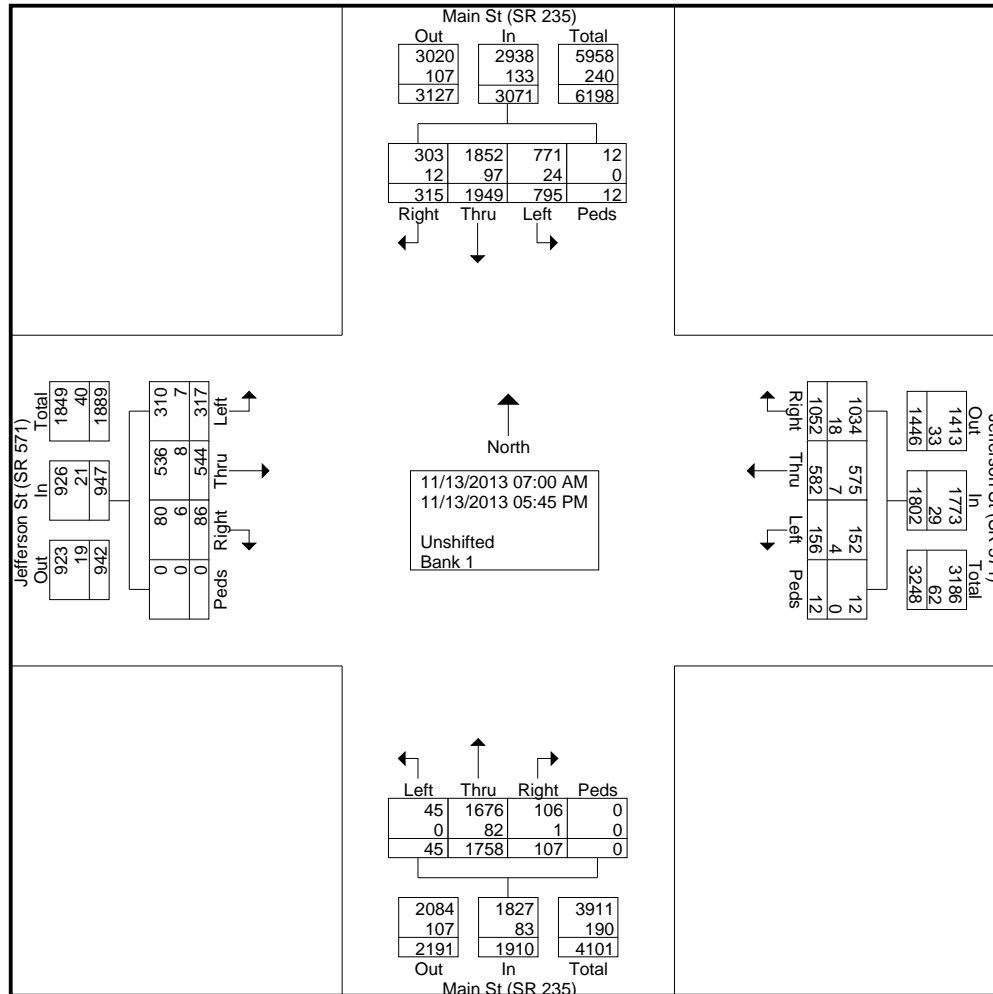 Main St (SR 235)
Out In Total
3020 2938 5958
107 133 240
3127 3071 6198
303 1852 771 12
12 97 24 0
315 1949 795 12
Right Thru Left Peds
Jefferson St (SR 571)
Total In Out
1849 926 923
40 21 19
1889 947 942
310 536 80 0
7 8 6 0
317 544 86 0
Left Thru Right Peds
North
11/13/2013 07:00 AM
11/13/2013 05:45 PM
Unshifted
Bank 1
Right Thru Left Peds
1034 575 152 12
18 7 4 0
1052 582 156 12
Out In Total
1413 1773 3186
33 29 62
1446 1802 3248
Left Thru Right Peds
45 1676 106 0
0 82 1 0
45 1758 107 0
2084 1827 3911
107 83 190
2191 1910 4101
Out In Total
Main St (SR 235)